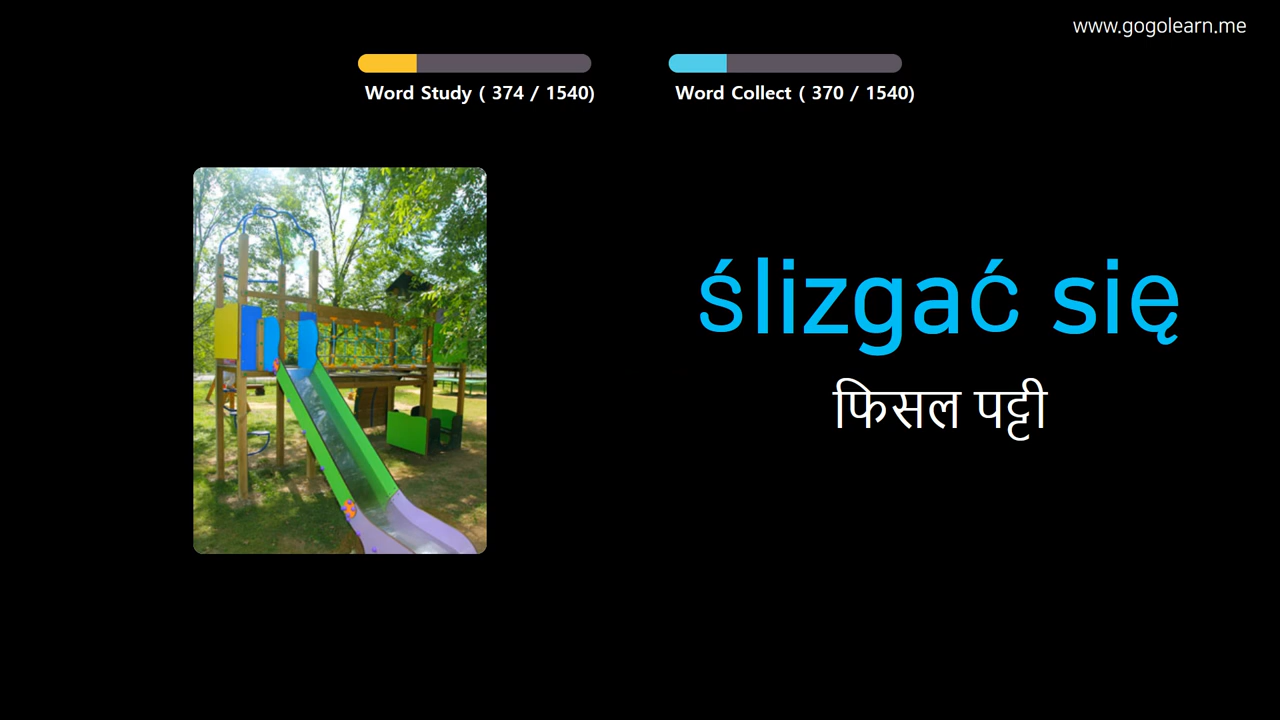 www.gogolearn.me
Word Study ( 374 / 1540)
Word Collect ( 370 / 1540)
ślizgać się
फिसल पट्टी